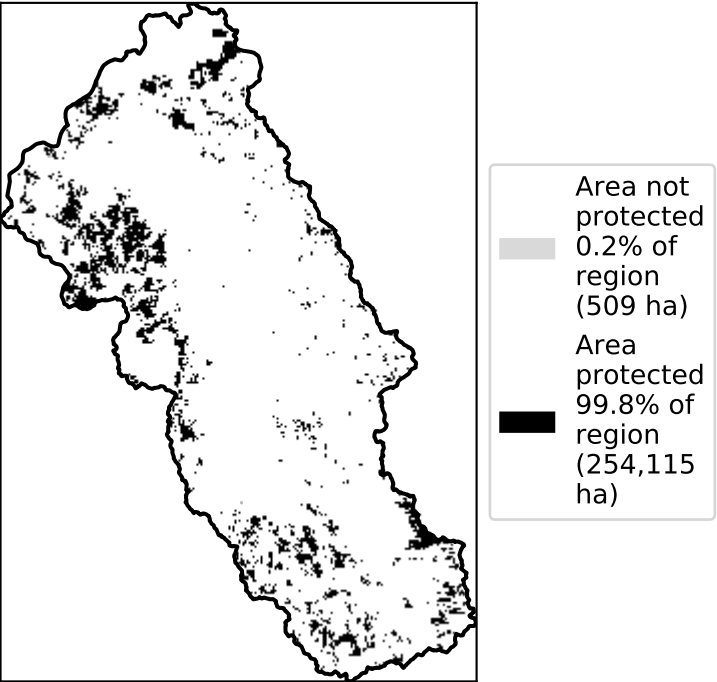 Area not
protected
0.2% of
region
(509 ha)
Area
protected
99.8% of
region
(254,115
ha)